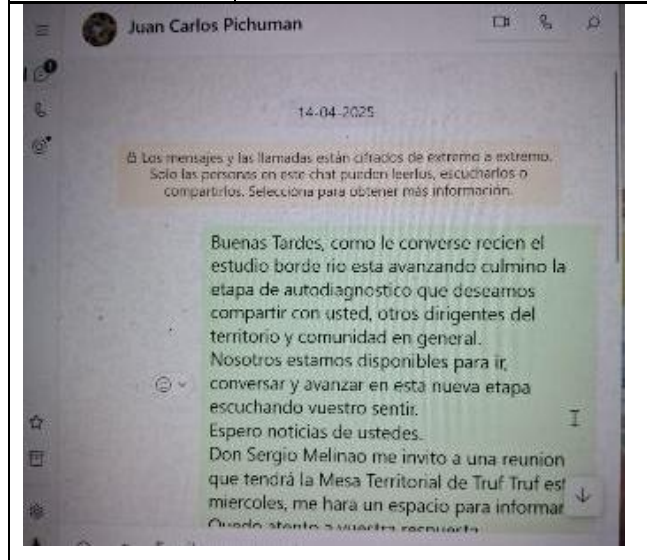 Juan Carlos Pichuman
14-04-2025
Los mensajes y las llamadas están cifrados de extremo a extremo.
Solo las personas en este chat pueden leerlos, escucharlos o
compartirlos. Selecciona para obtener más información.
Buenas Tardes, como le converse recien el
estudio borde rio esta avanzando culmino la
etapa de autodiagnostico que deseamos
compartir con usted, otros dirigentes del
territorio y comunidad en general.
Nosotros estamos disponibles para ir,
conversar y avanzar en esta nueva etapa
escuchando vuestro sentir.
Espero noticias de ustedes.
Don Sergio Melinao me invito a una reunion
que tendrá la Mesa Territorial de Truf Truf est
miercoles, me hara un espacio para informar
Quedo atento a vuestra respuesta